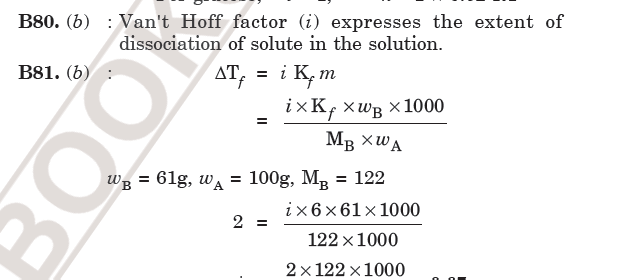 B80. (b) : Van't Hoff factor (i) expresses the extent of
dissociation of solute in the solution.
B81. (b) : ΔT_f = i K_f m
= i × K_f × w_B × 1000 / M_B × w_A
w_B = 61g, w_A = 100g, M_B = 122
2 = i × 6 × 61 × 1000 / 122 × 1000
2 × 122 × 1000
BOOK